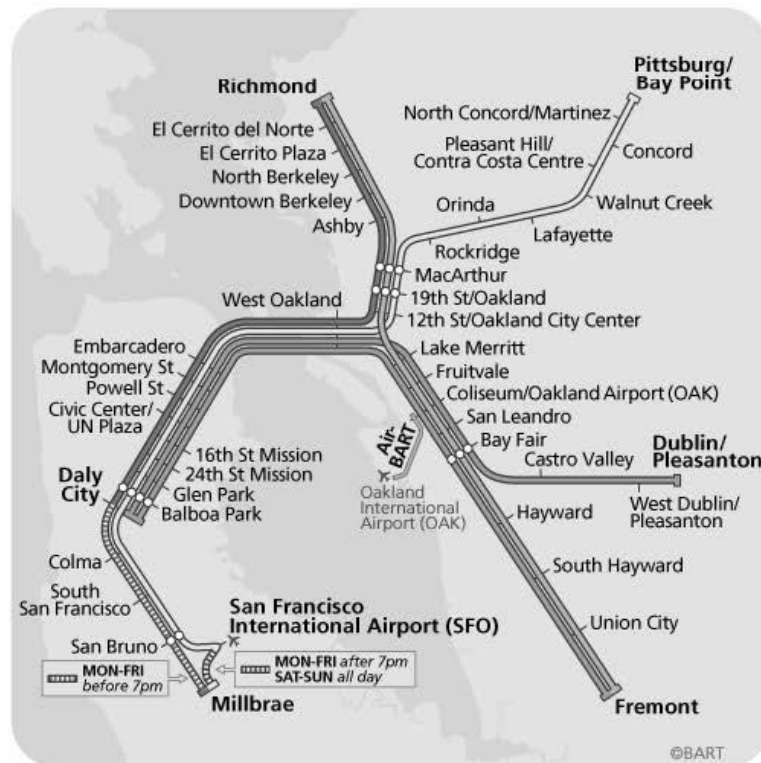 Richmond
El Cerrito del Norte
El Cerrito Plaza
North Berkeley
Downtown Berkeley
Ashby
Pittsburg/
Bay Point
North Concord/Martinez
Pleasant Hill/
Contra Costa Centre
Concord
Walnut Creek
Orinda
Lafayette
Rockridge
MacArthur
19th St/Oakland
12th St/Oakland City Center
West Oakland
Embarcadero
Montgomery St
Powell St
Civic Center/
UN Plaza
Lake Merritt
Fruitvale
Coliseum/Oakland Airport (OAK)
San Leandro
Bay Fair
Air-
BART
Oakland
International
Airport (OAK)
Castro Valley
Dublin/
Pleasanton
West Dublin/
Pleasanton
16th St Mission
24th St Mission
Glen Park
Balboa Park
Daly
City
Hayward
South Hayward
Union City
Fremont
Colma
South
San Francisco
San Bruno
San Francisco
International Airport (SFO)
MON-FRI
before 7pm
MON-FRI after 7pm
SAT-SUN all day
Millbrae
©BART